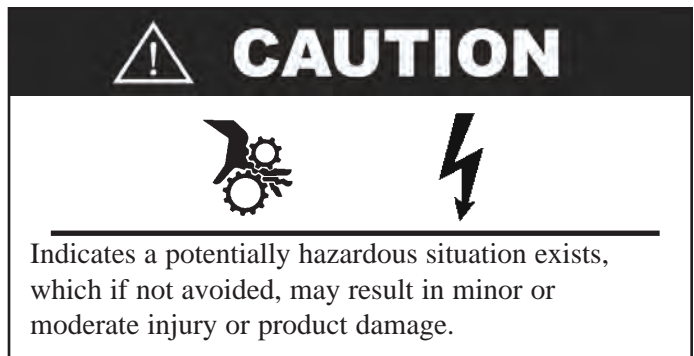 CAUTION
Indicates a potentially hazardous situation exists,
which if not avoided, may result in minor or
moderate injury or product damage.